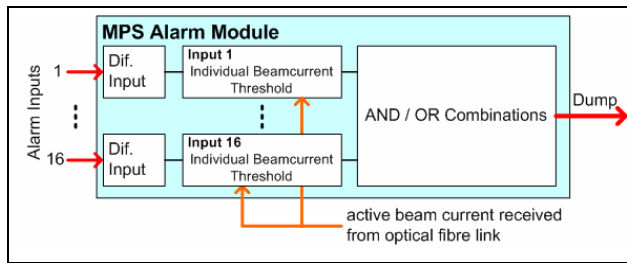 MPS Alarm Module
Alarm Inputs
1
Dif.
Input
Input 1
Individual Beamcurrent
Threshold
AND / OR Combinations
Dump
16
Dif.
Input
Input 16
Individual Beamcurrent
Threshold
active beam current received
from optical fibre link